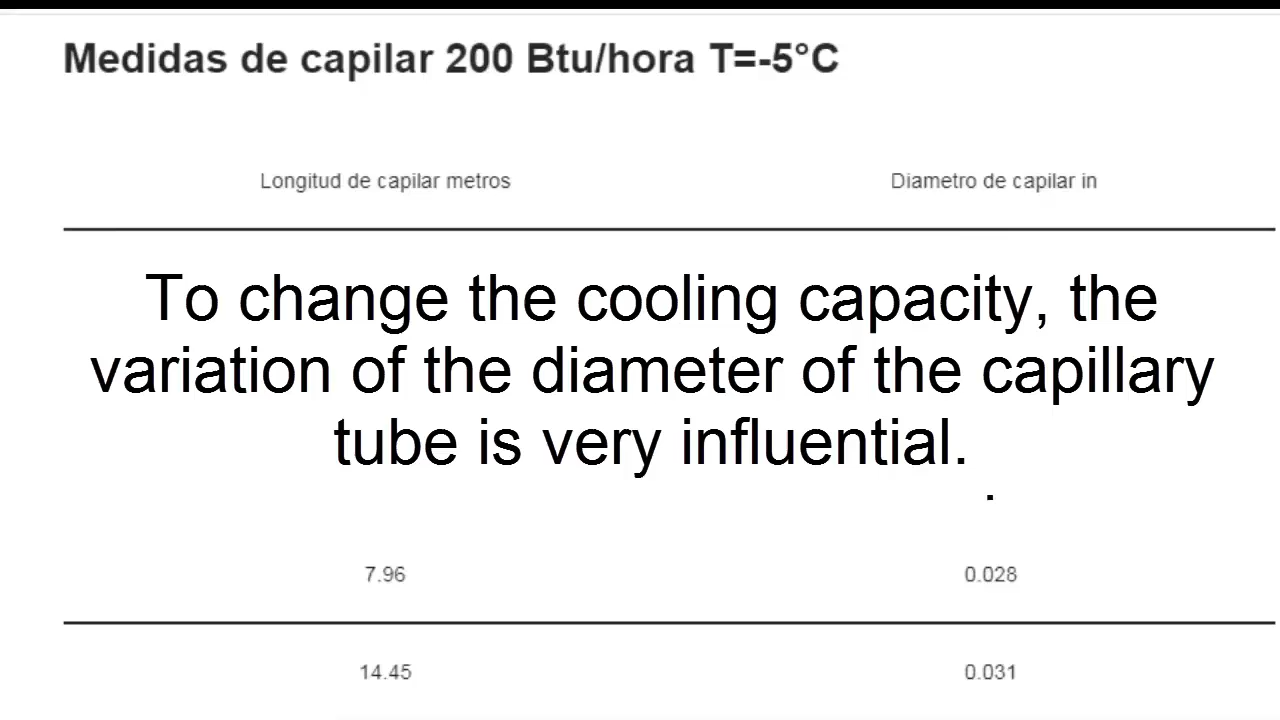 Medidas de capilar 200 Btu/hora T=-5°C
Longitud de capilar metros Diametro de capilar in
To change the cooling capacity, the
variation of the diameter of the capillary
tube is very influential.
.
7.96 0.028
14.45 0.031